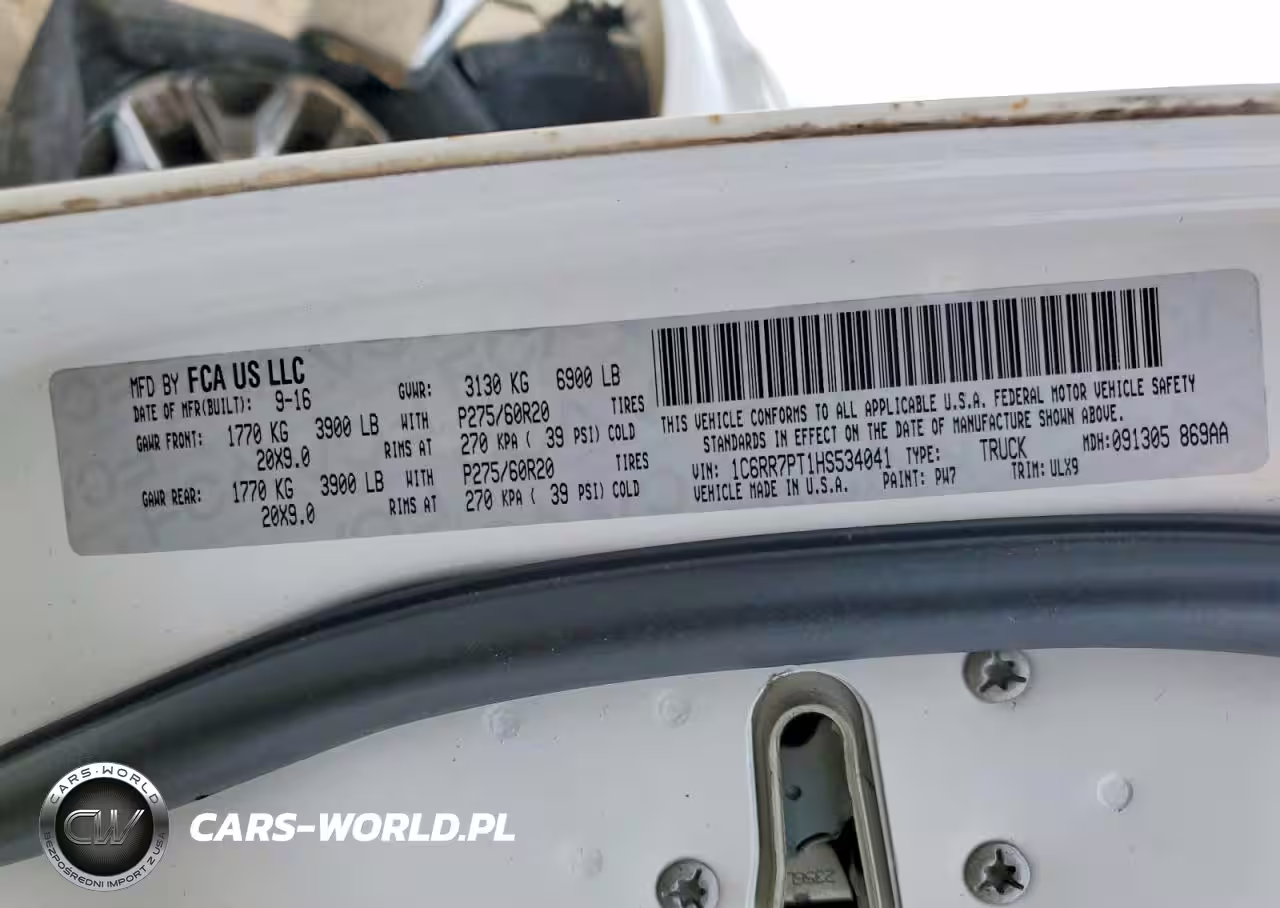 MFD BY FCA US LLC
DATE OF MFR(BUILT): 9-16
GVWR: 3130 KG 6900 LB
GAWR FRONT: 1770 KG 3900 LB WITH P275/60R20 TIRES
20X9.0 RIMS AT 270 KPA ( 39 PSI) COLD
GAWR REAR: 1770 KG 3900 LB WITH P275/60R20 TIRES
20X9.0 RIMS AT 270 KPA ( 39 PSI) COLD
THIS VEHICLE CONFORMS TO ALL APPLICABLE U.S.A. FEDERAL MOTOR VEHICLE SAFETY
STANDARDS IN EFFECT ON THE DATE OF MANUFACTURE SHOWN ABOVE.
VIN: 1C6RR7PT1HS534041 TYPE: TRUCK MDH:091305 869AA
VEHICLE MADE IN U.S.A. PAINT: PW7 TRIM: ULX9
CARS-WORLD
CW
BEZPOŚREDNI IMPORT Z USA
CARS-WORLD.PL